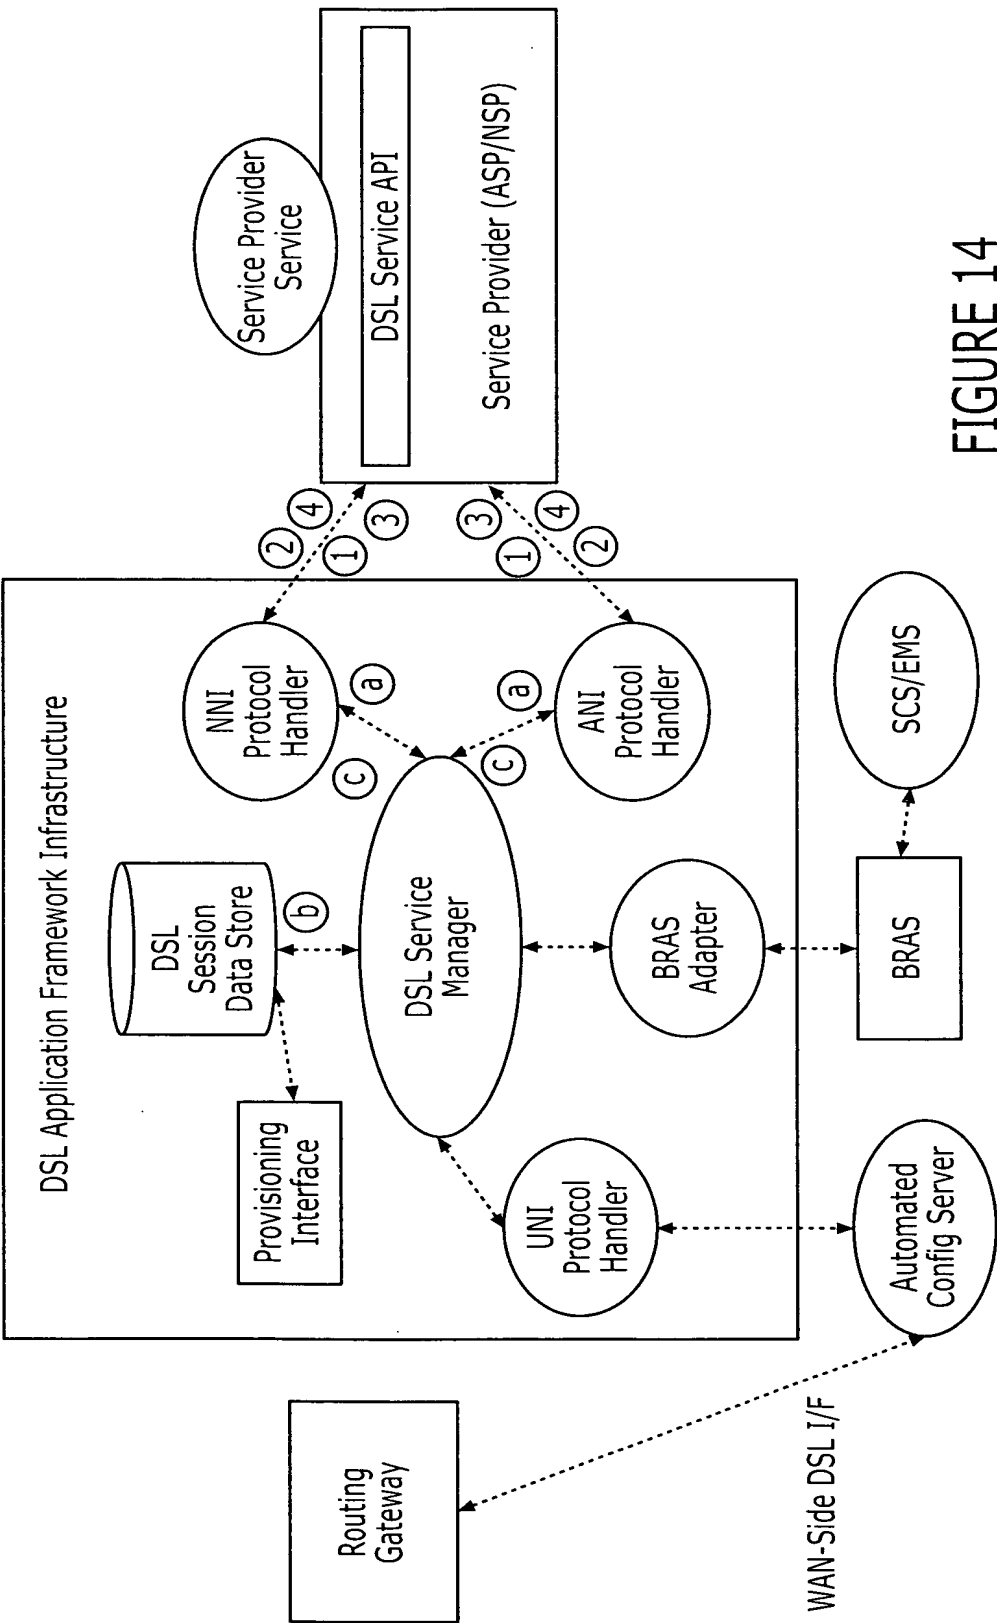 DSL Application Framework Infrastructure
Routing
Gateway
Provisioning
Interface
DSL
Session
Data Store
b
NNI
Protocol
Handler
a
c
2
4
1
3
Service Provider
Service
DSL Service API
Service Provider (ASP/NSP)
DSL Service
Manager
a
c
3
1
4
2
UNI
Protocol
Handler
BRAS
Adapter
ANI
Protocol
Handler
WAN-Side DSL I/F
Automated
Config Server
BRAS
SCS/EMS
FIGURE 14